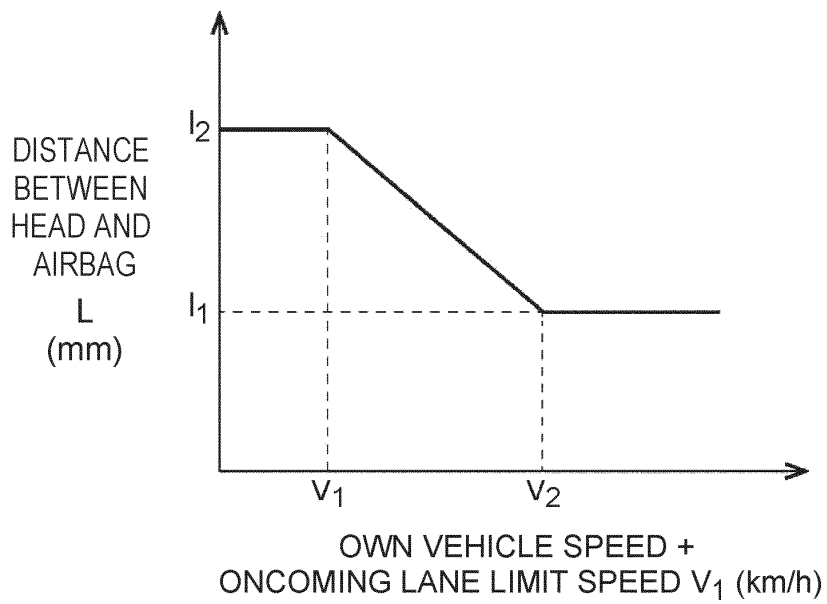 DISTANCE
BETWEEN
HEAD AND
AIRBAG
L
(mm)
l2
l1
V1
V2
OWN VEHICLE SPEED +
ONCOMING LANE LIMIT SPEED V1 (km/h)